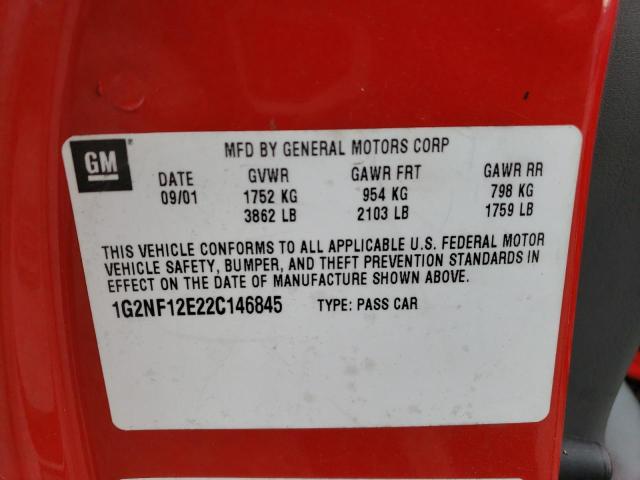 GM
MFD BY GENERAL MOTORS CORP
DATE GVWR GAWR FRT GAWR RR
09/01 1752 KG 954 KG 798 KG
3862 LB 2103 LB 1759 LB
THIS VEHICLE CONFORMS TO ALL APPLICABLE U.S. FEDERAL MOTOR
VEHICLE SAFETY, BUMPER, AND THEFT PREVENTION STANDARDS IN
EFFECT ON THE DATE OF MANUFACTURE SHOWN ABOVE.
1G2NF12E22C146845 TYPE: PASS CAR